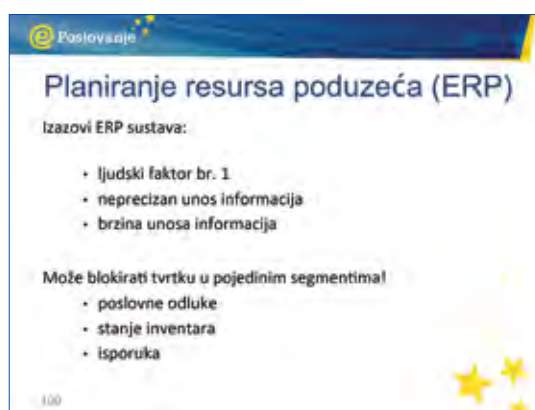 e Poslovanje
Planiranje resursa poduzeća (ERP)
Izazovi ERP sustava:
• ljudski faktor br. 1
• neprecizan unos informacija
• brzina unosa informacija
Može blokirati tvrtku u pojedinim segmentima!
• poslovne odluke
• stanje inventara
• isporuka
100